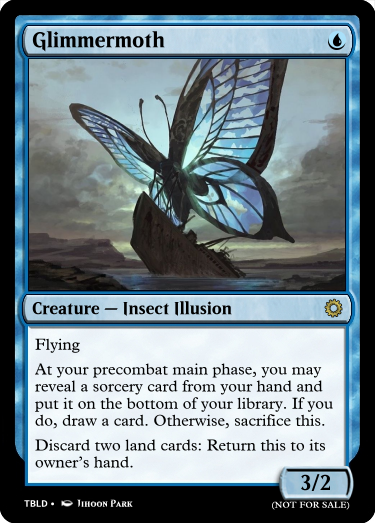 Glimmermoth
Creature — Insect Illusion
Flying
At your precombat main phase, you may
reveal a sorcery card from your hand and
put it on the bottom of your library. If you
do, draw a card. Otherwise, sacrifice this.
Discard two land cards: Return this to its
owner's hand.
3/2
TBLD • Jihoon Park
(NOT FOR SALE)